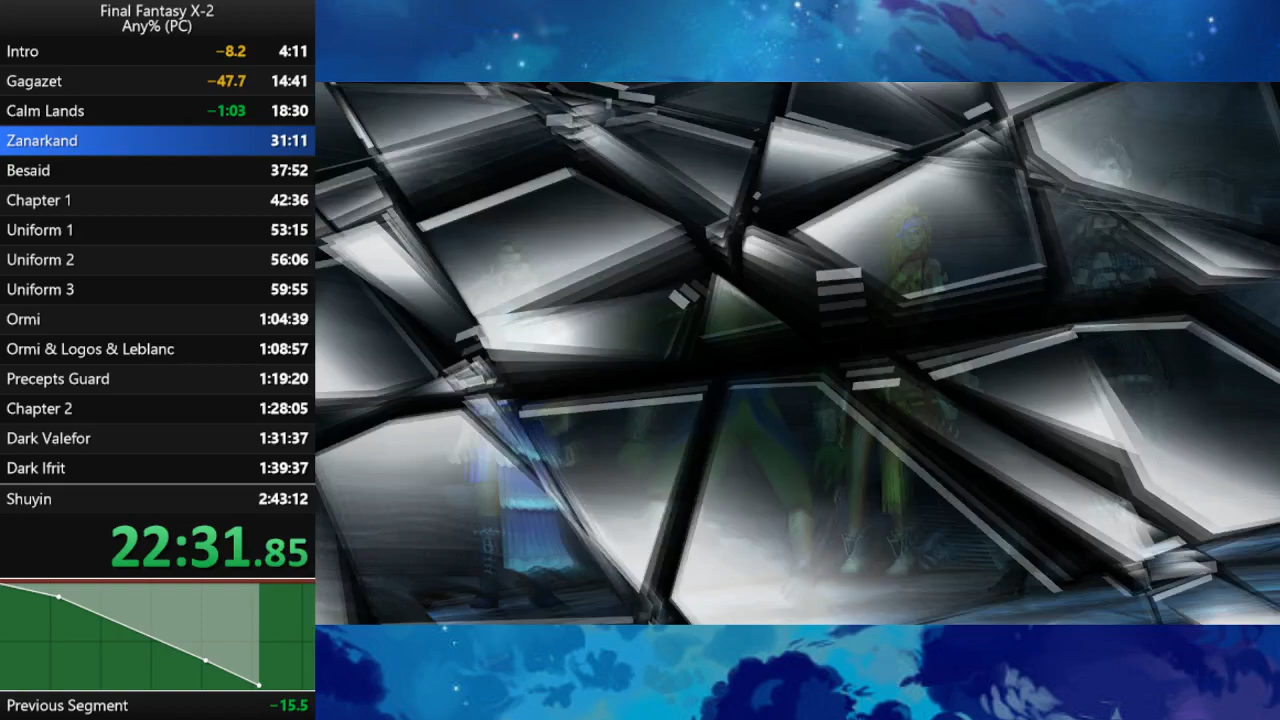 Final Fantasy X-2
Any% (PC)
Intro −8.2 4:11
Gagazet −47.7 14:41
Calm Lands −1:03 18:30
Zanarkand 31:11
Besaid 37:52
Chapter 1 42:36
Uniform 1 53:15
Uniform 2 56:06
Uniform 3 59:55
Ormi 1:04:39
Ormi & Logos & Leblanc 1:08:57
Precepts Guard 1:19:20
Chapter 2 1:28:05
Dark Valefor 1:31:37
Dark Ifrit 1:39:37
Shuyin 2:43:12
22:31.85
Previous Segment −15.5